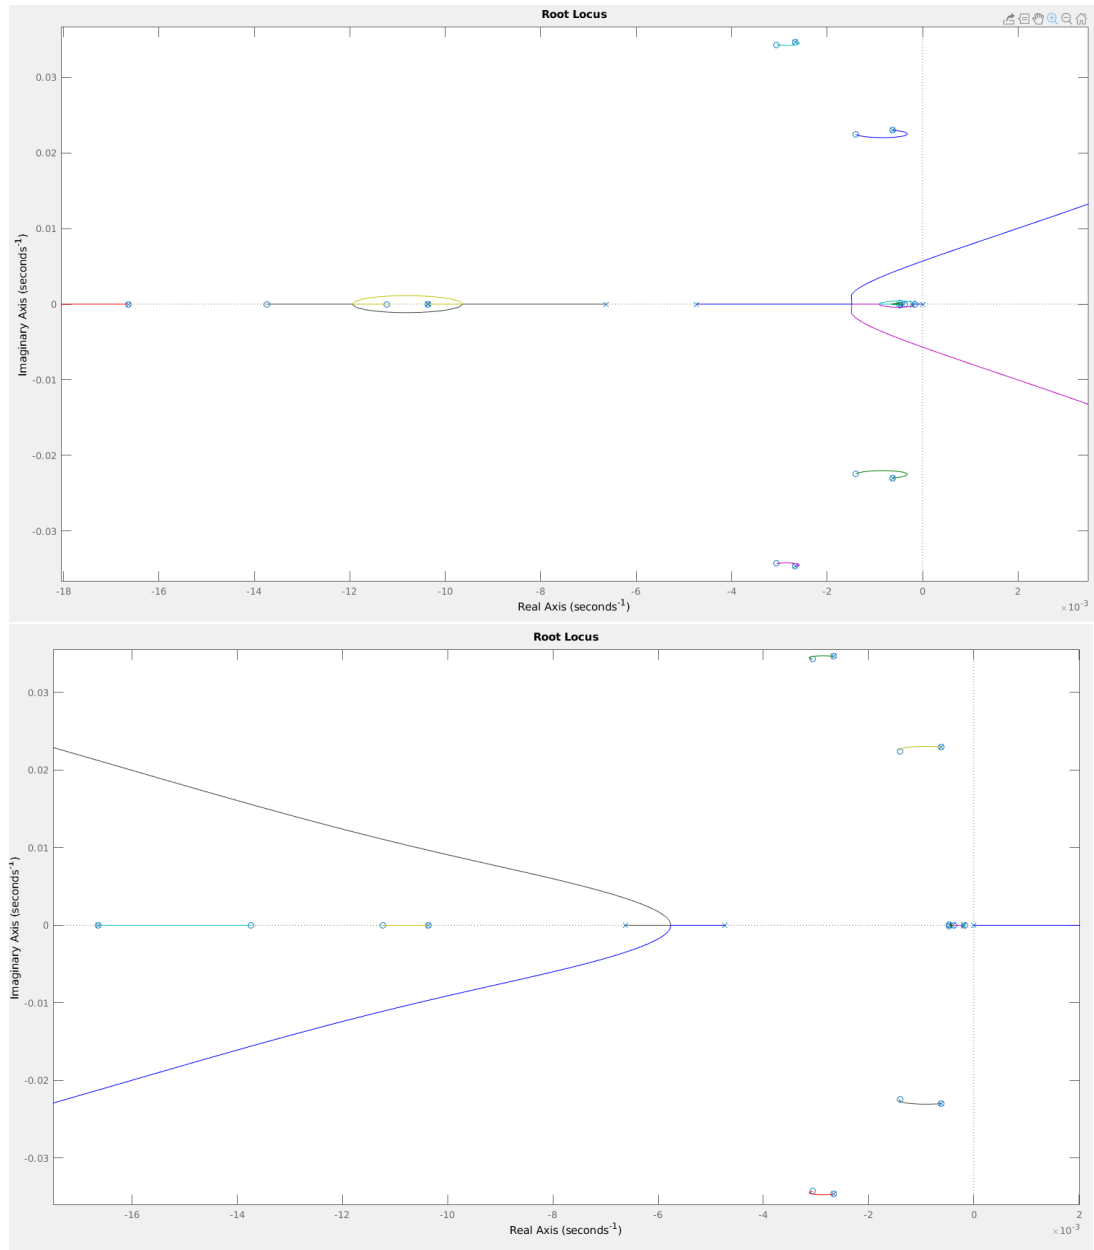 Root Locus
0.03
0.02
0.01
0
-0.01
-0.02
-0.03
Imaginary Axis (seconds⁻¹)
-18 -16 -14 -12 -10 -8 -6 -4 -2 0 2
×10⁻³
Real Axis (seconds⁻¹)
Root Locus
0.03
0.02
0.01
0
-0.01
-0.02
-0.03
Imaginary Axis (seconds⁻¹)
-16 -14 -12 -10 -8 -6 -4 -2 0 2
×10⁻³
Real Axis (seconds⁻¹)